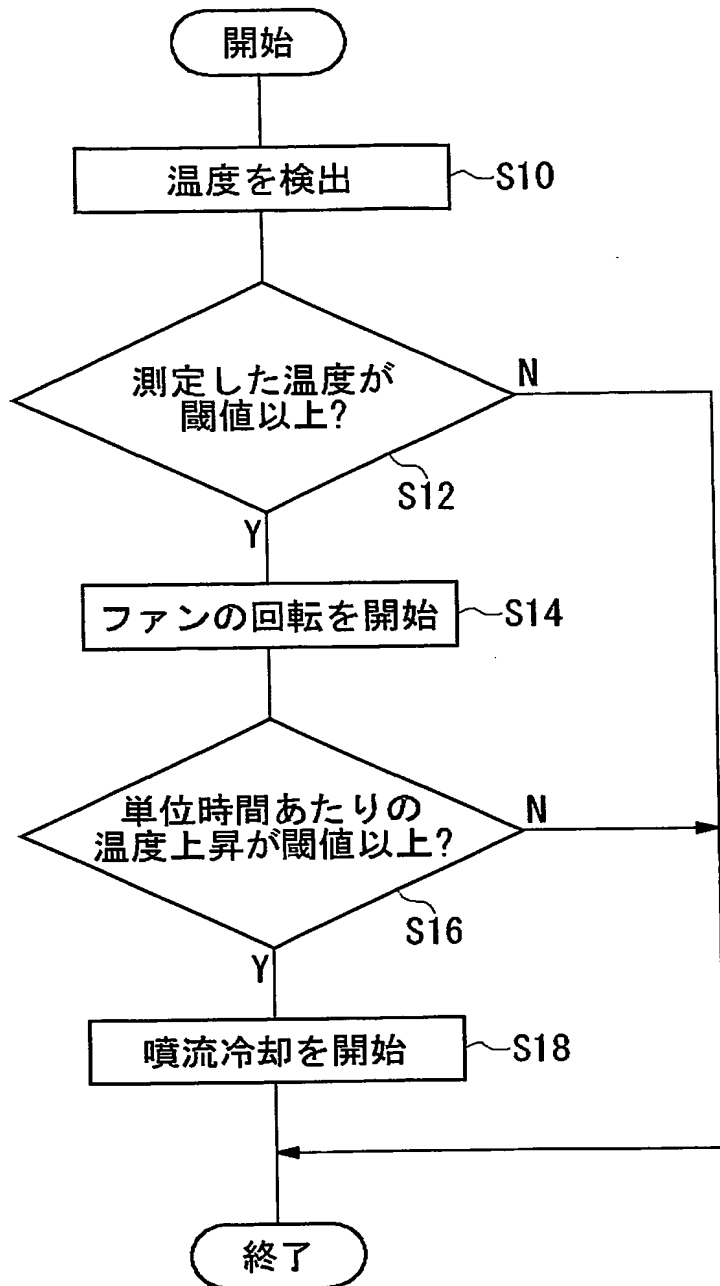 開始
温度を検出
S10
測定した温度が
閾値以上?
N
S12
Y
ファンの回転を開始
S14
単位時間あたりの
温度上昇が閾値以上?
N
S16
Y
噴流冷却を開始
S18
終了